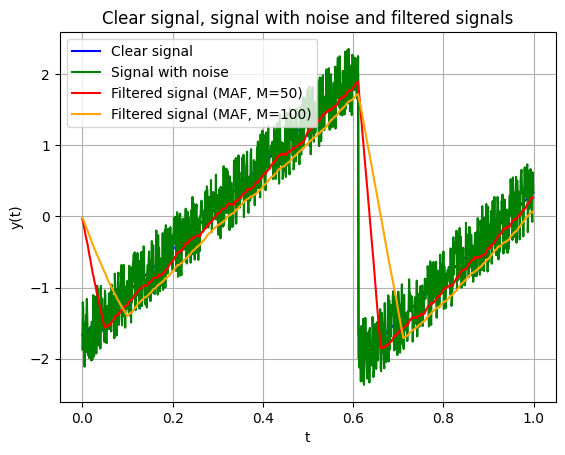 Clear signal, signal with noise and filtered signals
Clear signal
Signal with noise
Filtered signal (MAF, M=50)
Filtered signal (MAF, M=100)
y(t)
2
1
0
−1
−2
0.0 0.2 0.4 0.6 0.8 1.0
t